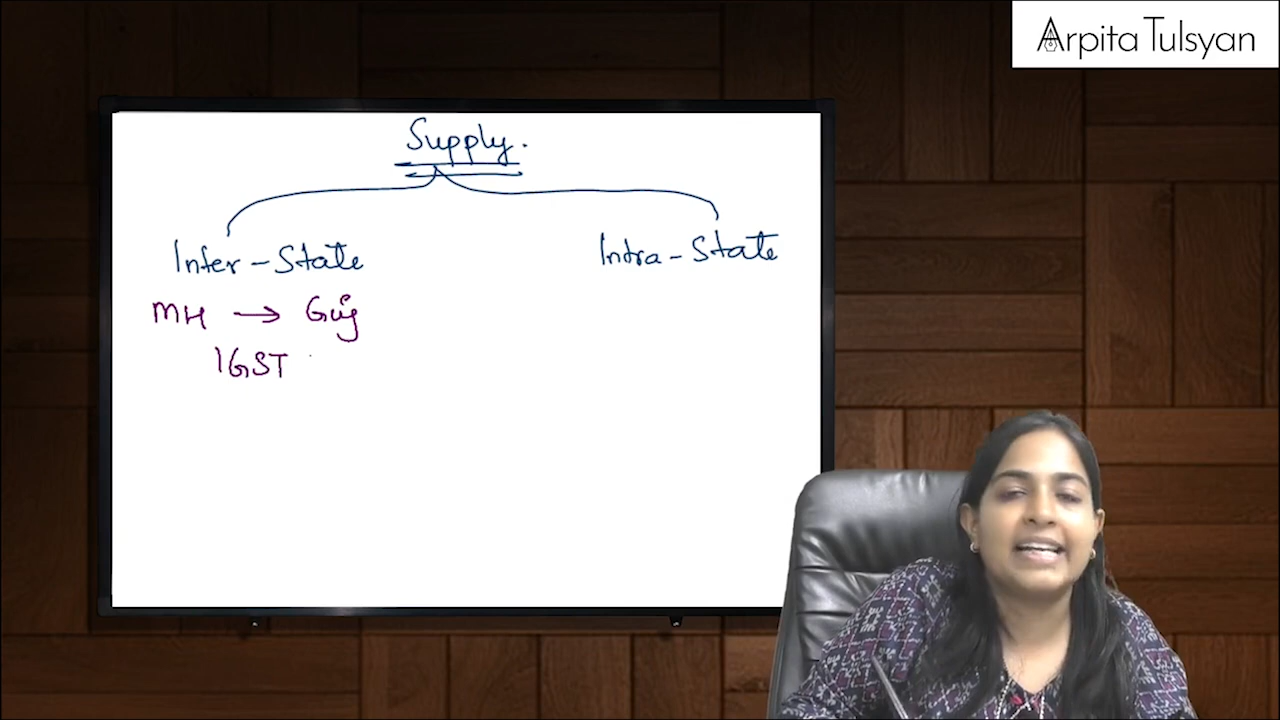 Arpita Tulsyan
Supply.
Inter-State
Intra-State
MH → Guj
IGST